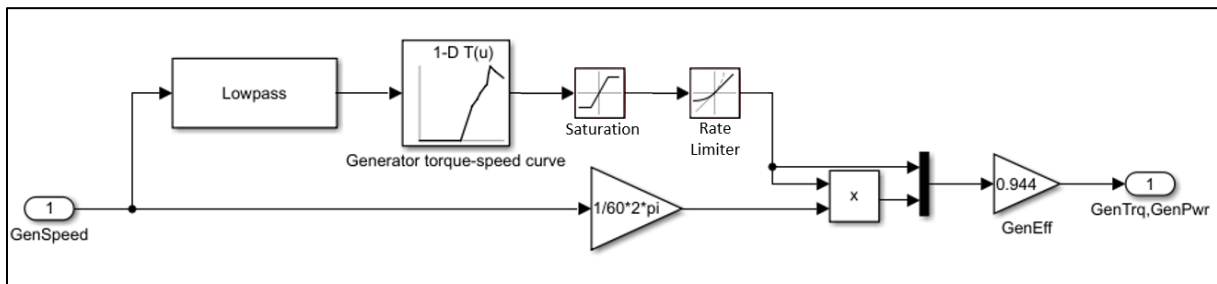 1-D T(u)
Lowpass
Saturation
Rate
Limiter
Generator torque-speed curve
1
GenSpeed
1/60*2*pi
x
0.944
GenEff
1
GenTrq,GenPwr